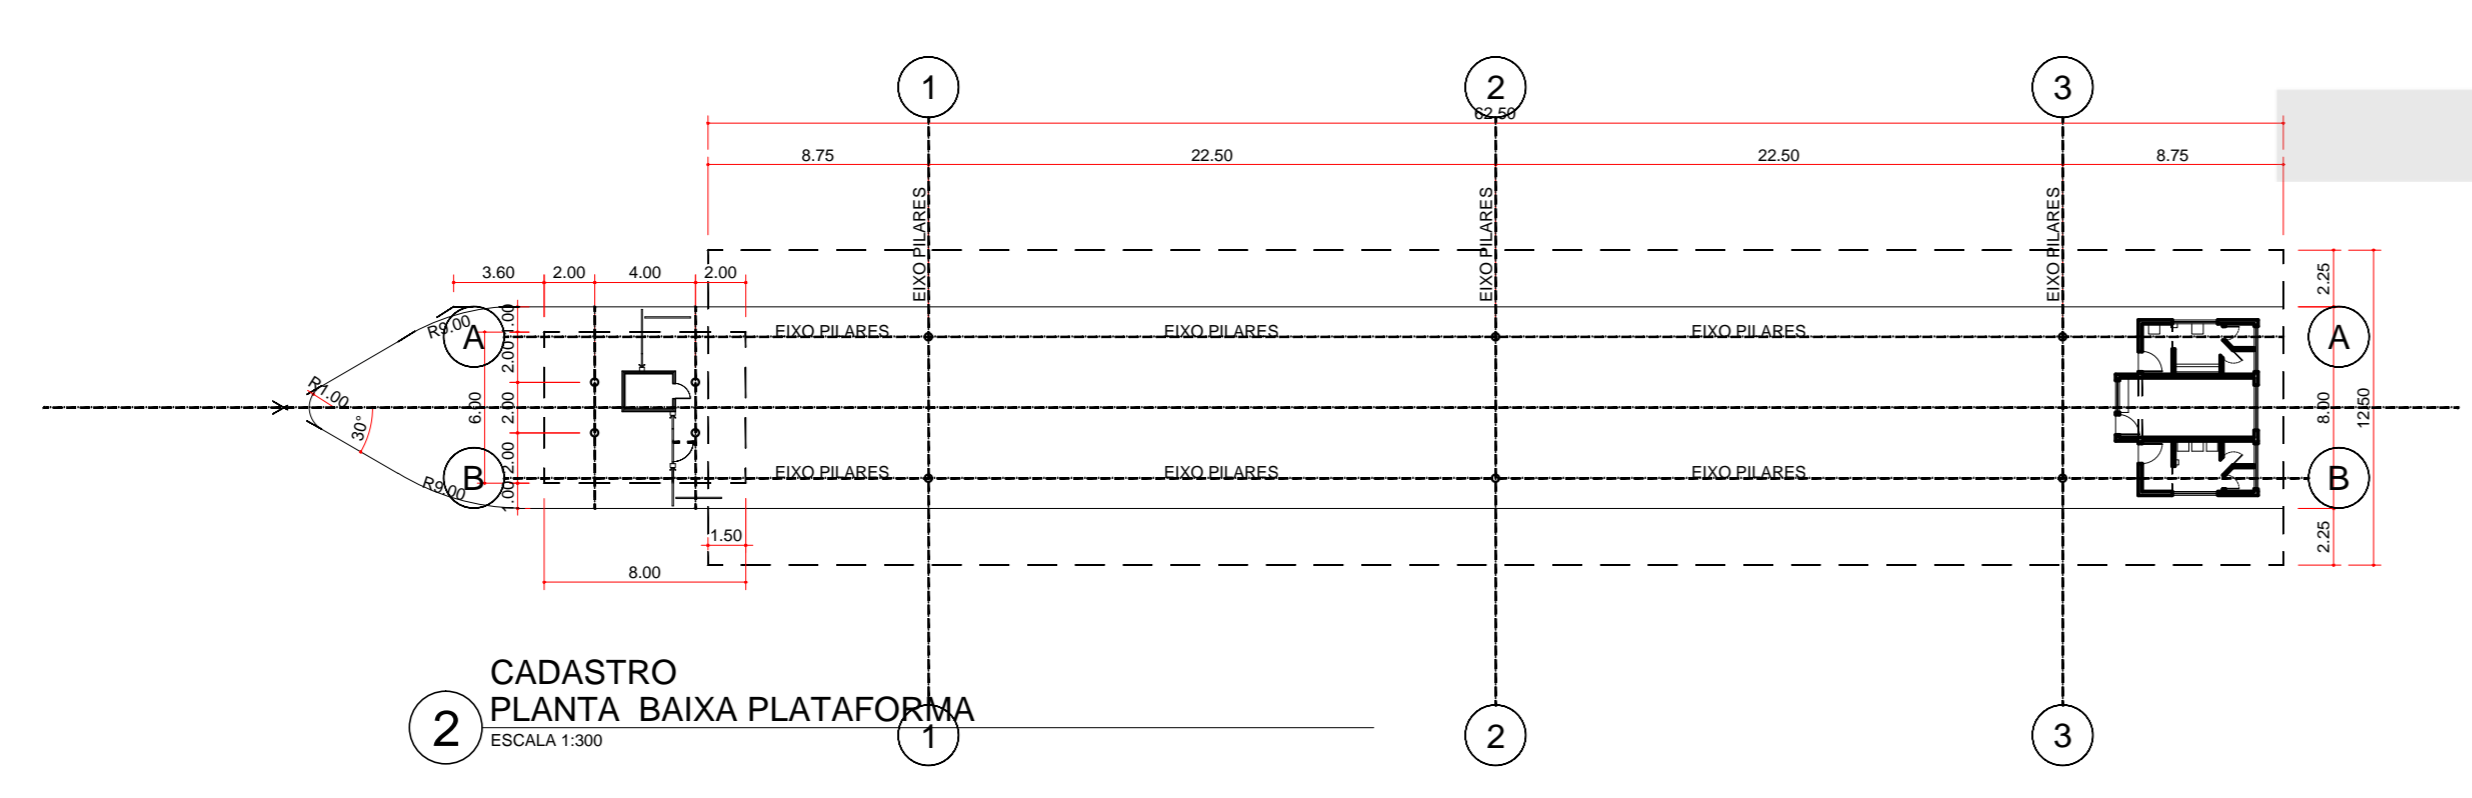 1
2
3
62.50
8.75
22.50
22.50
8.75
EIXO PILARES
EIXO PILARES
EIXO PILARES
3.60
2.00
4.00
2.00
2.25
1.00
R9.00
A
EIXO PILARES
EIXO PILARES
EIXO PILARES
A
2.00
R1.00
6.00
2.00
8.00
12.50
30°
2.00
B
EIXO PILARES
EIXO PILARES
EIXO PILARES
B
R9.00
1.00
1.50
2.25
8.00
CADASTRO
2
PLANTA BAIXA PLATAFORMA
ESCALA 1:300
1
2
3